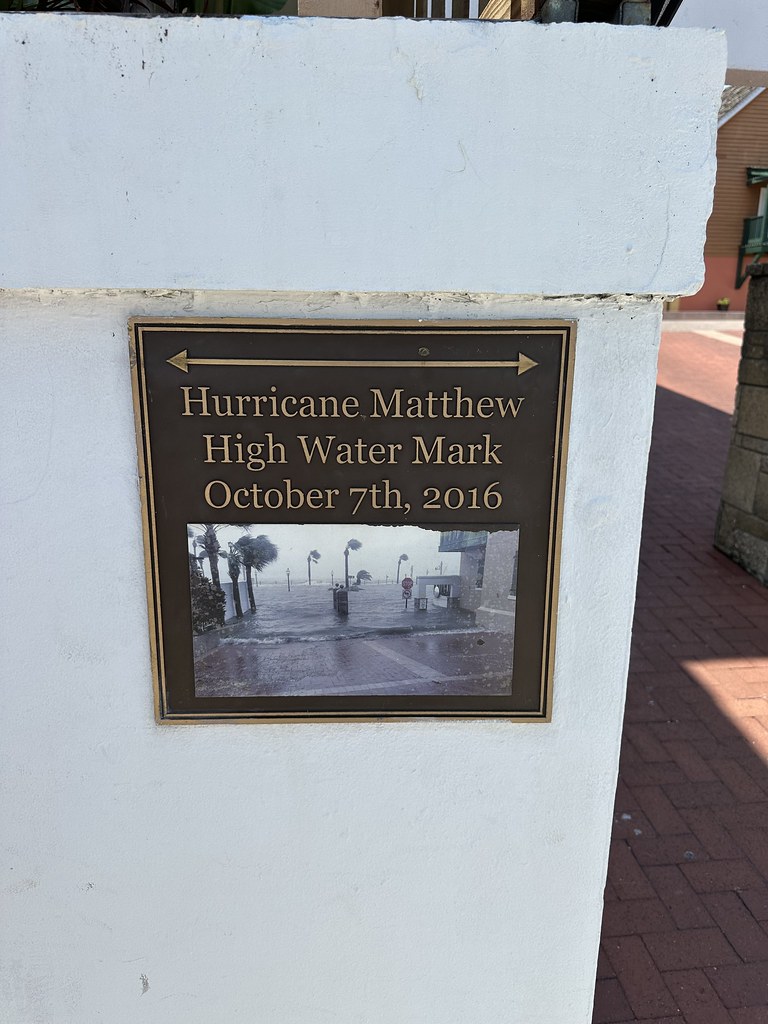 Hurricane Matthew
High Water Mark
October 7th, 2016